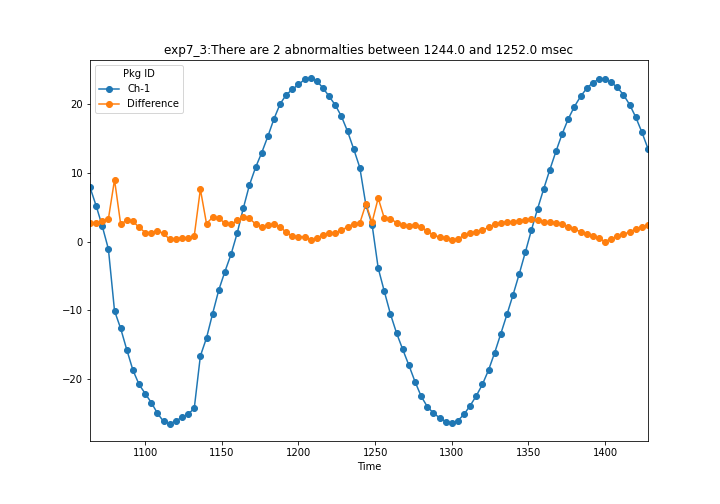 exp7_3:There are 2 abnormalties between 1244.0 and 1252.0 msec
Pkg ID
Ch-1
Difference
20
10
0
−10
−20
1100 1150 1200 1250 1300 1350 1400
Time